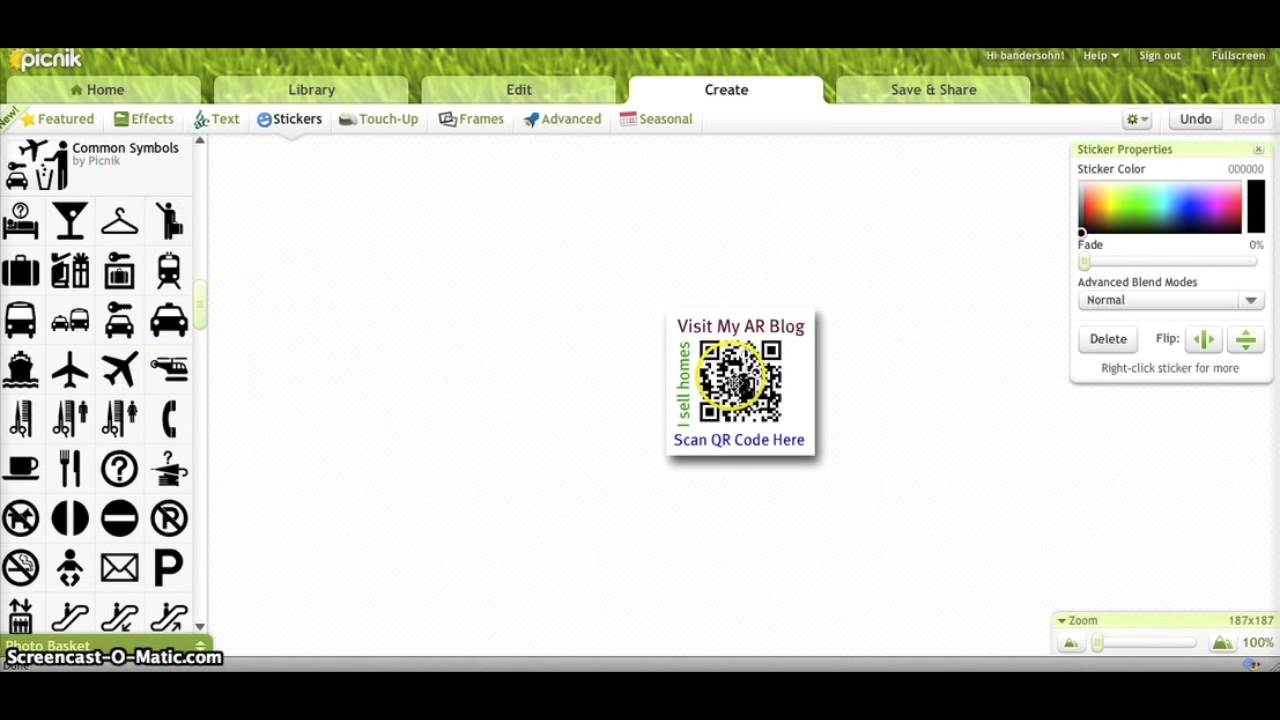 picnik
Hi bandersohn!
Help
Sign out
Fullscreen
Home
Library
Edit
Create
Save & Share
New!
Featured
Effects
Text
Stickers
Touch-Up
Frames
Advanced
Seasonal
Undo
Redo
Common Symbols
by Picnik
P
Sticker Properties
Sticker Color
000000
Fade
0%
Advanced Blend Modes
Normal
Delete
Flip:
Right-click sticker for more
Visit My AR Blog
I sell homes
Scan QR Code Here
Zoom
187x187
100%
Photo Basket
Screencast-O-Matic.com
Done